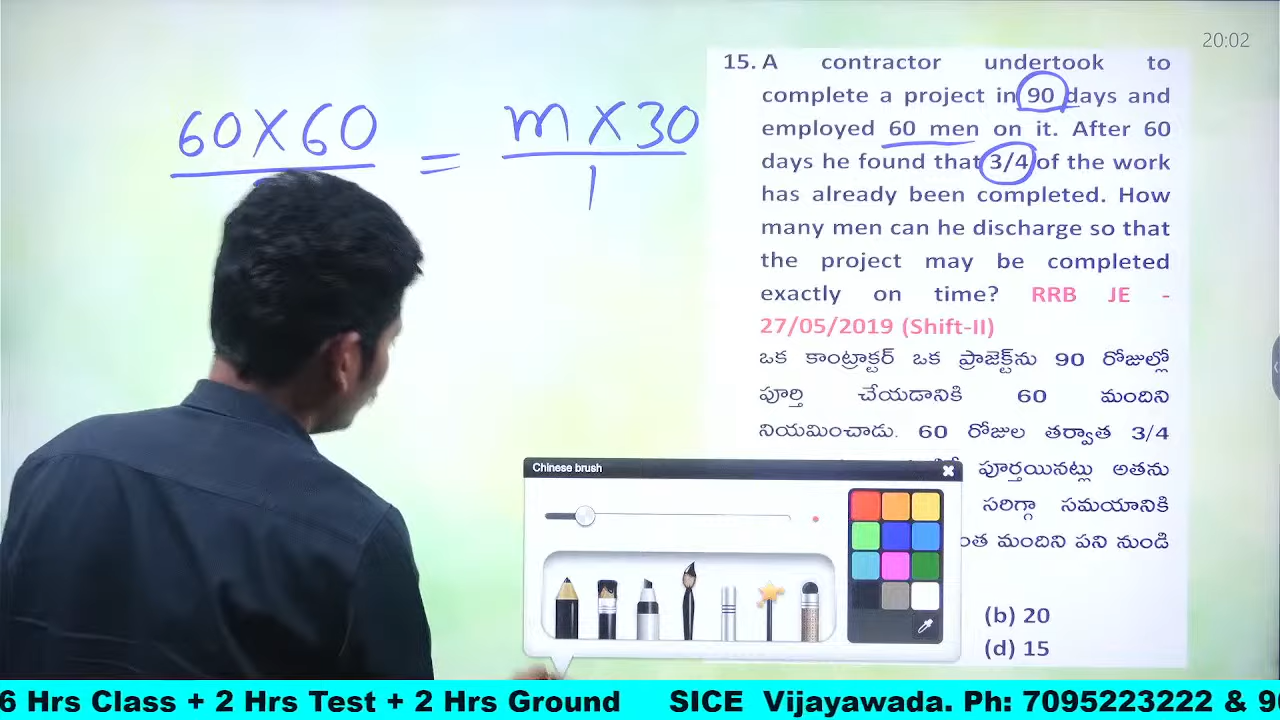 20:02
60 X 60 = m X 30
1
15. A contractor undertook to
complete a project in 90 days and
employed 60 men on it. After 60
days he found that 3/4 of the work
has already been completed. How
many men can he discharge so that
the project may be completed
exactly on time? RRB JE -
27/05/2019 (Shift-II)
ఒక కాంట్రాక్టర్ ఒక ప్రాజెక్ట్‌ను 90 రోజుల్లో
పూర్తి చేయడానికి 60 మందిని
నియమించాడు. 60 రోజుల తర్వాత 3/4
పూర్తయినట్లు అతను
సరిగ్గా సమయానికి
మందిని పని నుండి
(b) 20
(d) 15
Chinese brush
6 Hrs Class + 2 Hrs Test + 2 Hrs Ground SICE Vijayawada. Ph: 7095223222 &